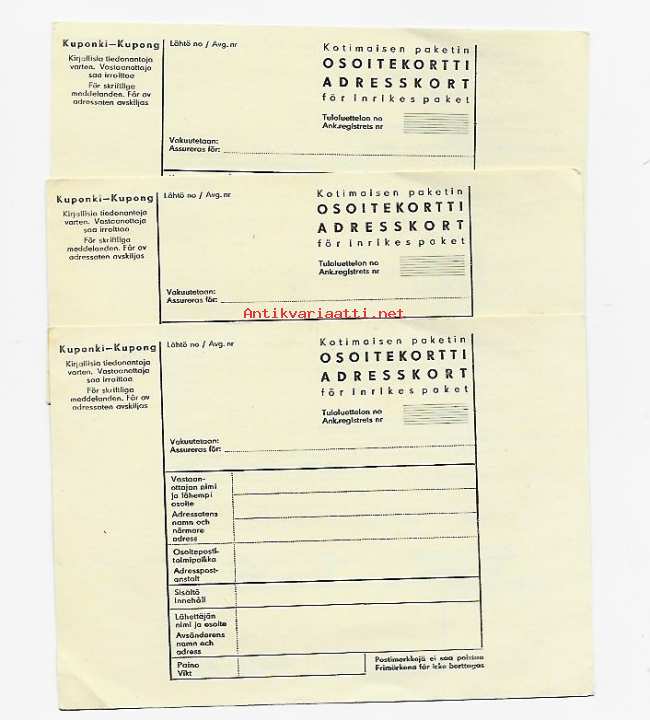 Kuponki—Kupong
Kirjallisia tiedonantoja
varten. Vastaanottaja
saa irroittaa
För skriftliga
meddelanden. Får av
adressaten avskiljas
Lähtö no / Avg. nr
Kotimaisen paketin
OSOITEKORTTI
ADRESSKORT
för inrikes paket
Tuloluettelon no
Ank.registrets nr
Vakuutetaan:
Assureras för:
Kuponki—Kupong
Kirjallisia tiedonantoja
varten. Vastaanottaja
saa irroittaa
För skriftliga
meddelanden. Får av
adressaten avskiljas
Lähtö no / Avg. nr
Kotimaisen paketin
OSOITEKORTTI
ADRESSKORT
för inrikes paket
Tuloluettelon no
Ank.registrets nr
Vakuutetaan:
Assureras för:
Antikvariaatti.net
Kuponki—Kupong
Kirjallisia tiedonantoja
varten. Vastaanottaja
saa irroittaa
För skriftliga
meddelanden. Får av
adressaten avskiljas
Lähtö no / Avg. nr
Kotimaisen paketin
OSOITEKORTTI
ADRESSKORT
för inrikes paket
Tuloluettelon no
Ank.registrets nr
Vakuutetaan:
Assureras för:
Vastaan-
ottajan nimi
ja lähempi
osoite
Adressatens
namn och
närmare
adress
Osoiteposti-
toimipaikka
Adresspost-
anstalt
Sisältö
Innehåll
Lähettäjän
nimi ja osoite
Avsändarens
namn och
adress
Paino
Vikt
Postimerkkejä ei saa poistaa
Frimärkena får icke borttagas